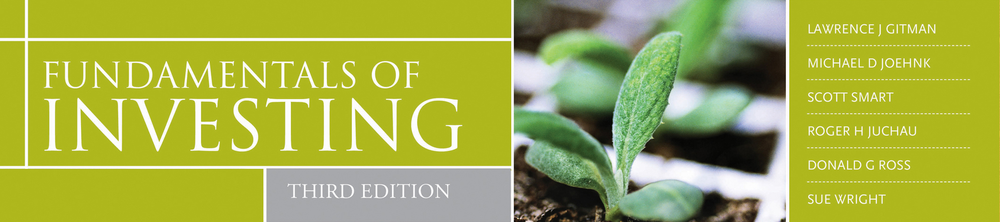 FUNDAMENTALS OF
INVESTING
THIRD EDITION
LAWRENCE J GITMAN
MICHAEL D JOEHNK
SCOTT SMART
ROGER H JUCHAU
DONALD G ROSS
SUE WRIGHT